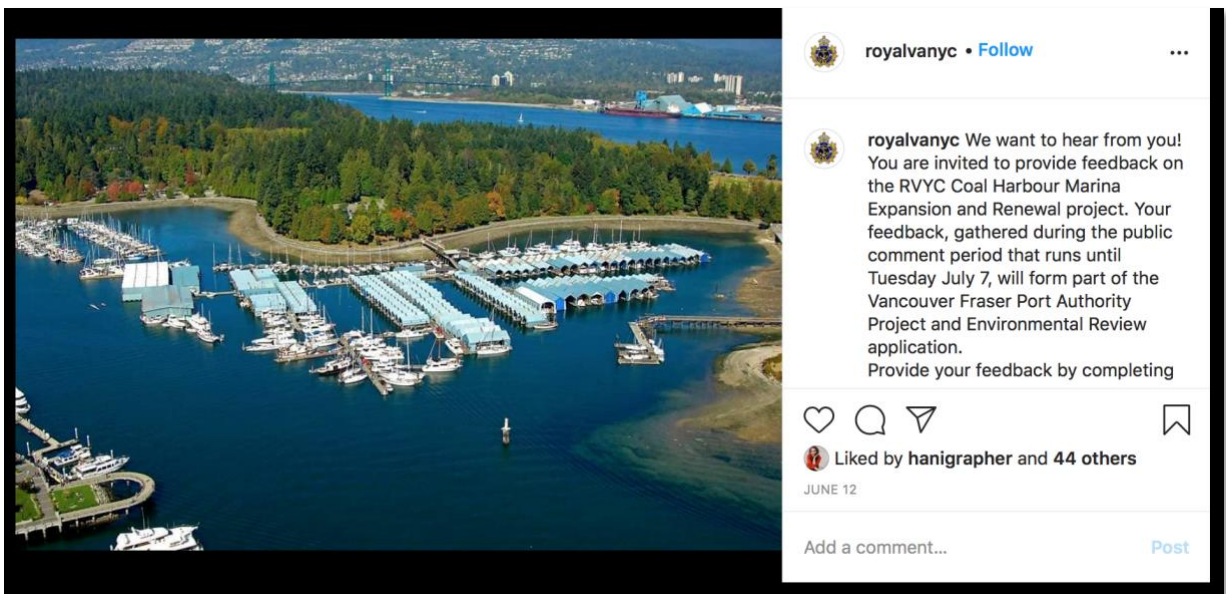 royalvanyc • Follow
royalvanyc We want to hear from you!
You are invited to provide feedback on
the RVYC Coal Harbour Marina
Expansion and Renewal project. Your
feedback, gathered during the public
comment period that runs until
Tuesday July 7, will form part of the
Vancouver Fraser Port Authority
Project and Environmental Review
application.
Provide your feedback by completing
Liked by hanigrapher and 44 others
JUNE 12
Add a comment... Post